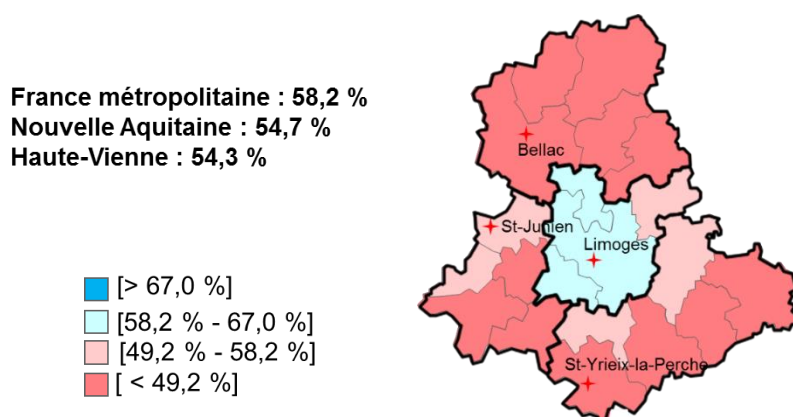 France métropolitaine : 58,2 %
Nouvelle Aquitaine : 54,7 %
Haute-Vienne : 54,3 %
Bellac
St-Junien
Limoges
St-Yrieix-la-Perche
[> 67,0 %]
[58,2 % - 67,0 %]
[49,2 % - 58,2 %]
[ < 49,2 %]